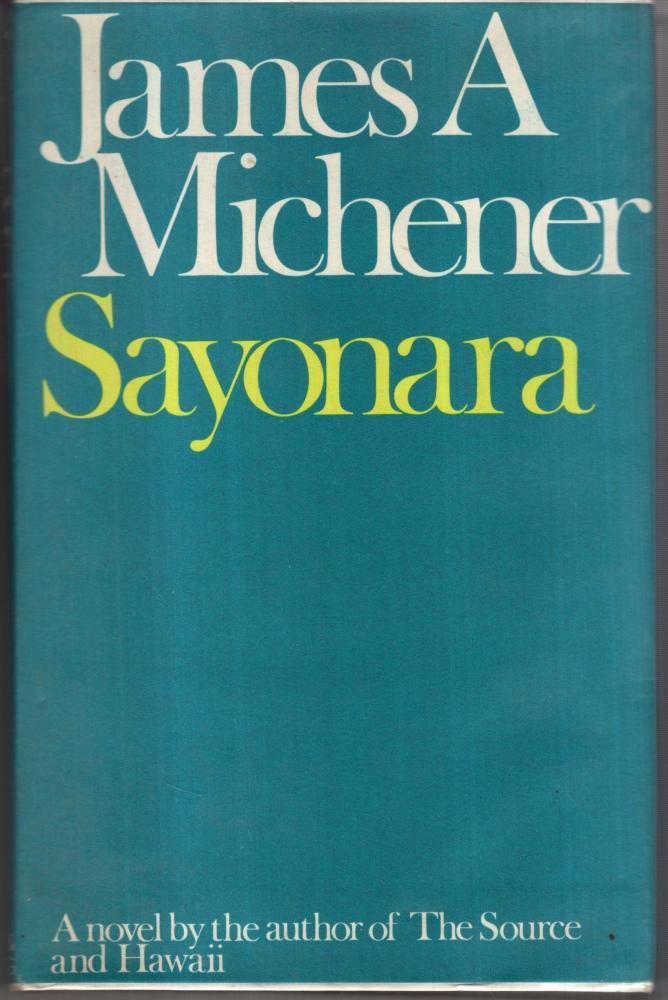 James A
Michener
Sayonara
A novel by the author of The Source
and Hawaii